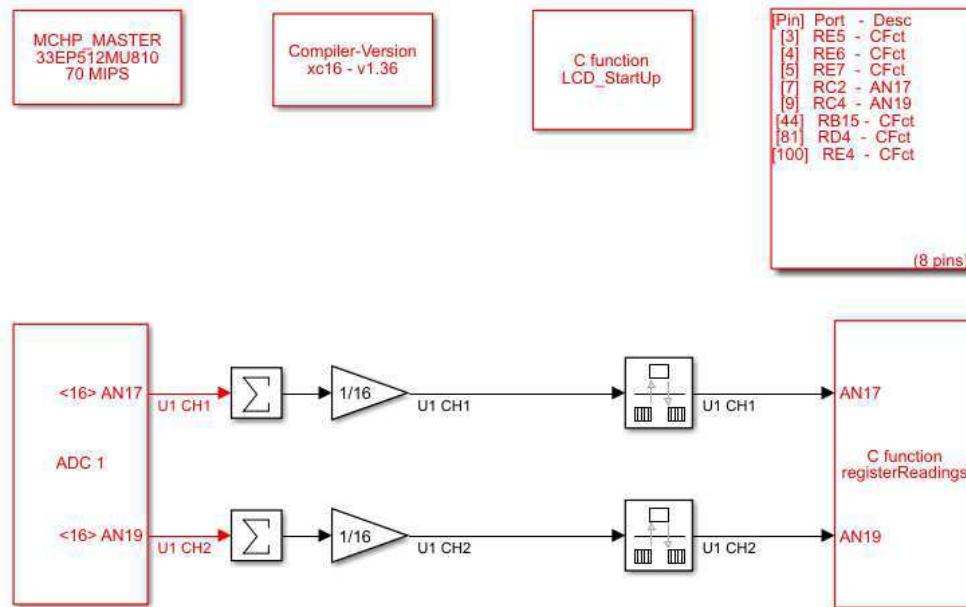 MCHP_MASTER
33EP512MU810
70 MIPS
Compiler-Version
xc16 - v1.36
C function
LCD_StartUp
[Pin] Port - Desc
[3] RE5 - CFct
[4] RE6 - CFct
[5] RE7 - CFct
[7] RC2 - AN17
[9] RC4 - AN19
[44] RB15 - CFct
[81] RD4 - CFct
[100] RE4 - CFct
(8 pins)
<16> AN17
U1 CH1
Σ
1/16
U1 CH1
U1 CH1
AN17
ADC 1
C function
registerReadings
<16> AN19
U1 CH2
Σ
1/16
U1 CH2
U1 CH2
AN19